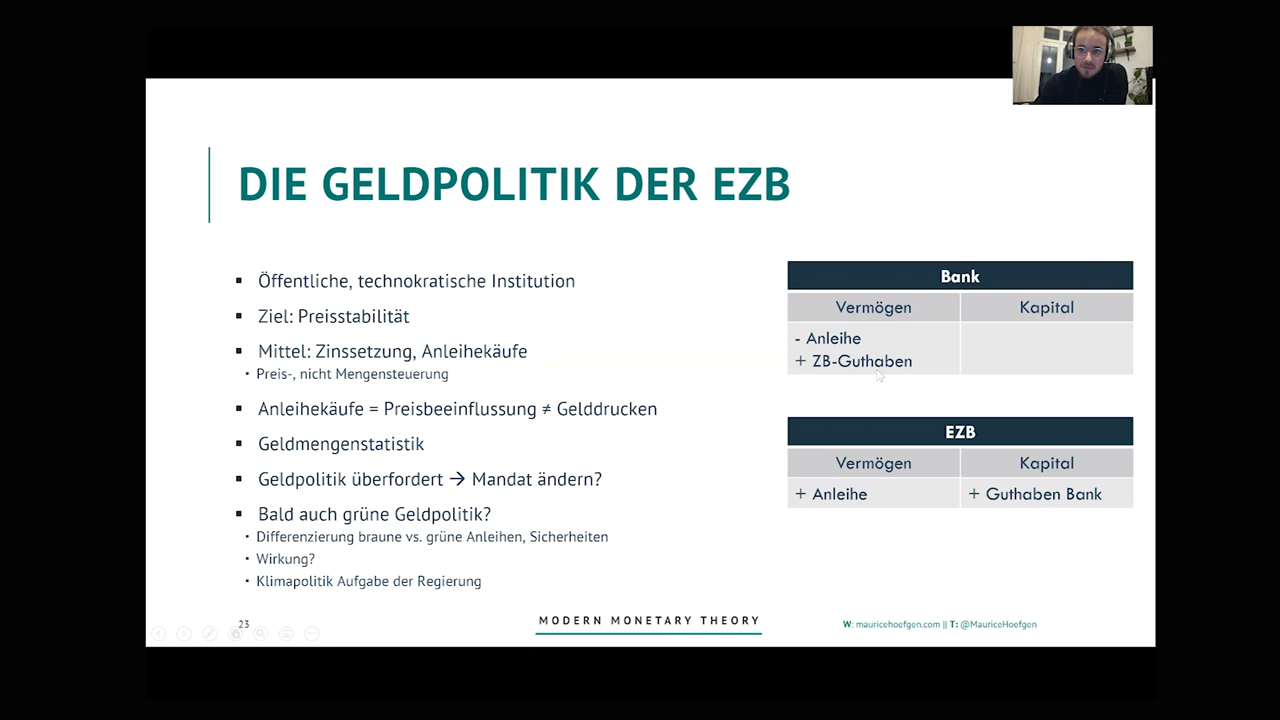 DIE GELDPOLITIK DER EZB
▪ Öffentliche, technokratische Institution
▪ Ziel: Preisstabilität
▪ Mittel: Zinssetzung, Anleihekäufe
▪ Preis-, nicht Mengensteuerung
▪ Anleihekäufe = Preisbeeinflussung ≠ Gelddrucken
▪ Geldmengenstatistik
▪ Geldpolitik überfordert → Mandat ändern?
▪ Bald auch grüne Geldpolitik?
▪ Differenzierung braune vs. grüne Anleihen, Sicherheiten
▪ Wirkung?
▪ Klimapolitik Aufgabe der Regierung
Bank
Vermögen Kapital
- Anleihe
+ ZB-Guthaben
EZB
Vermögen Kapital
+ Anleihe + Guthaben Bank
23
MODERN MONETARY THEORY
W: mauricehoefgen.com || T: @MauriceHoefgen